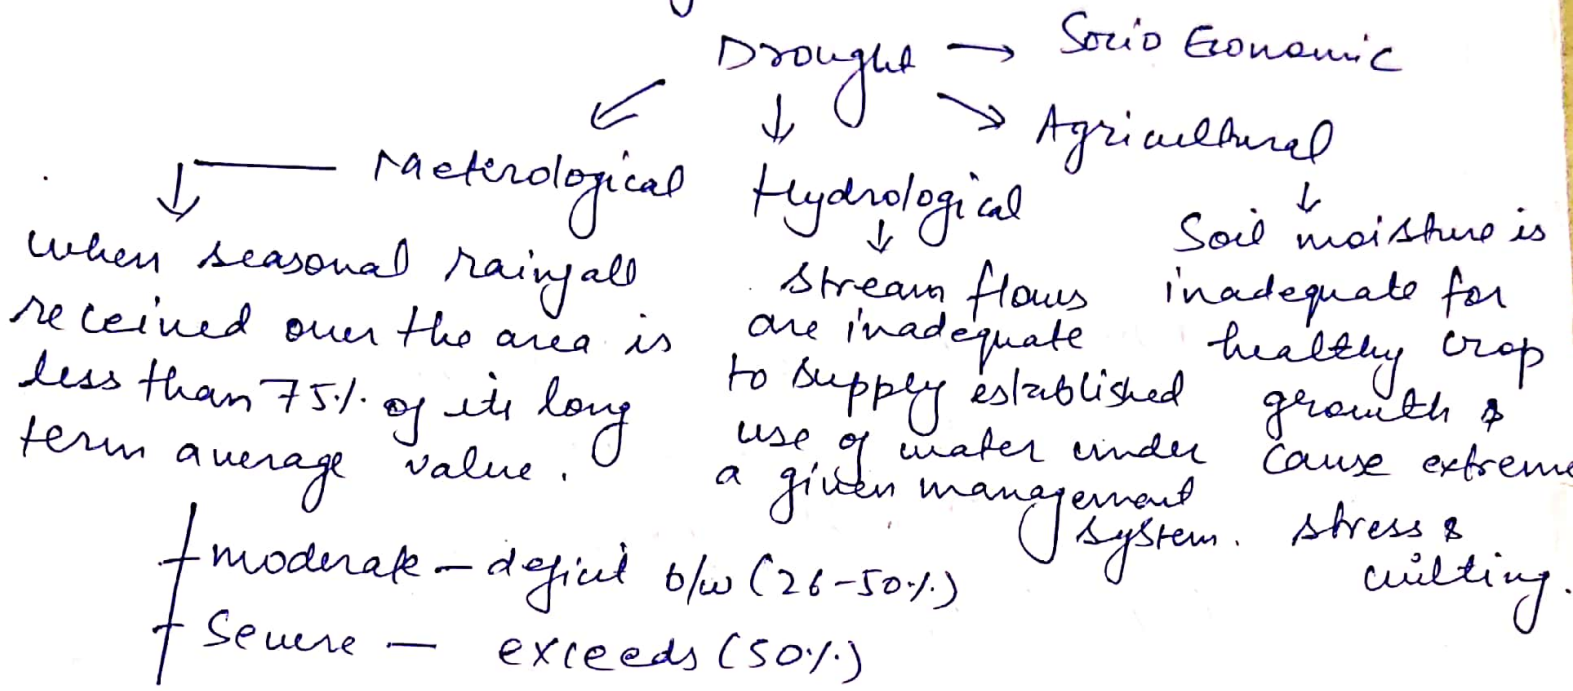 Drought → Socio Economic
Agricultural
Meterological
Hydrological
when seasonal rainfall
received over the area is
less than 75% of its long
term average value.
moderate - deficit b/w (26-50%)
Severe - exceeds (50%)
stream flows
are inadequate
to supply established
use of water under
a given management
system.
Soil moisture is
inadequate for
healthy crop
growth &
cause extreme
stress &
wilting.